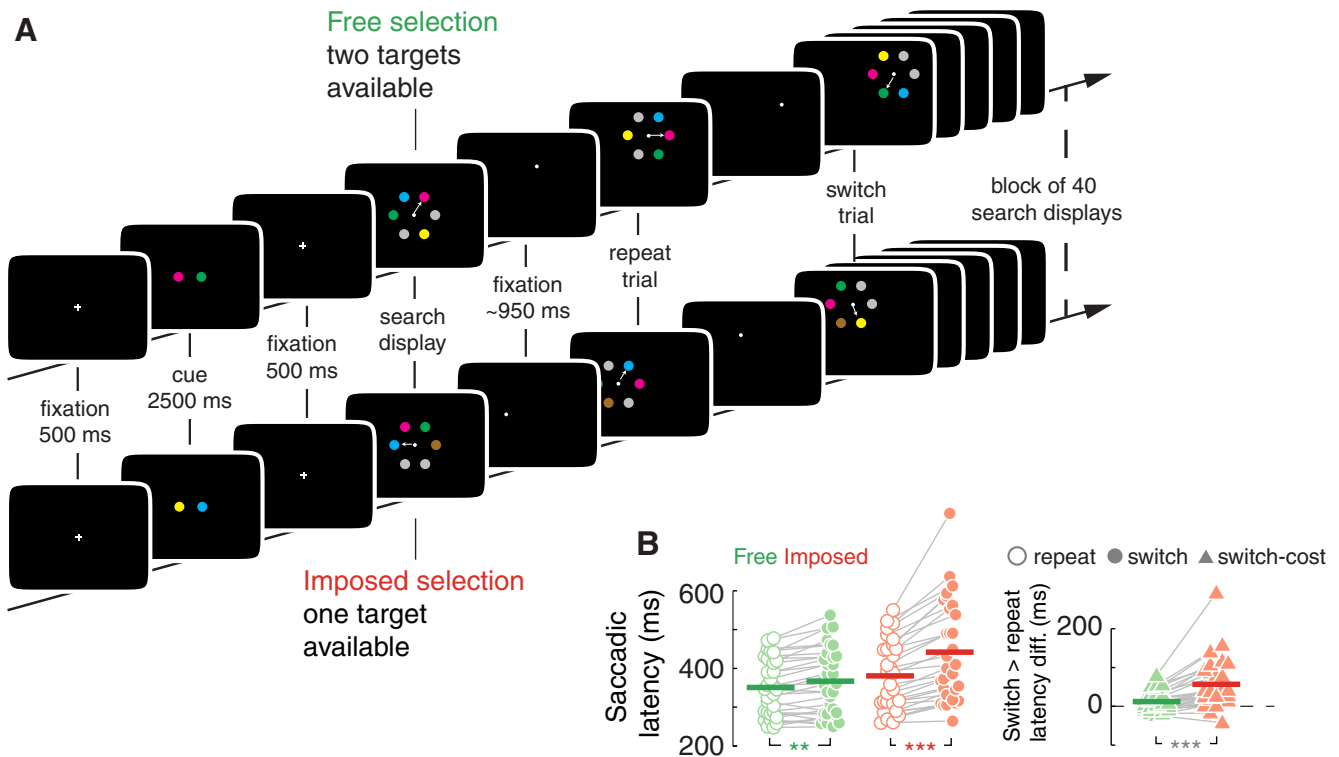 A
Free selection
two targets
available
fixation
500 ms
cue
2500 ms
fixation
500 ms
search
display
fixation
~950 ms
repeat
trial
switch
trial
block of 40
search displays
Imposed selection
one target
available
B
Free Imposed
repeat switch switch-cost
Saccadic
latency (ms)
600
400
200
** ***
Switch > repeat
latency diff. (ms)
200
0
***